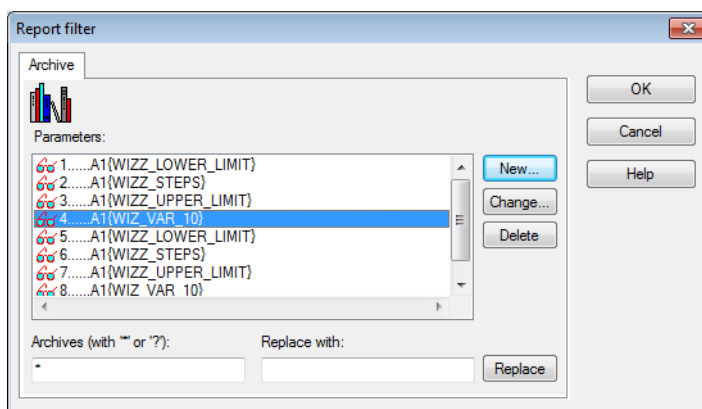 Report filter
Archive
OK
Parameters:
Cancel
1......A1{WIZZ_LOWER_LIMIT}
New...
Help
2......A1{WIZZ_STEPS}
3......A1{WIZZ_UPPER_LIMIT}
Change...
4......A1{WIZ_VAR_10}
5......A1{WIZZ_LOWER_LIMIT}
Delete
6......A1{WIZZ_STEPS}
7......A1{WIZZ_UPPER_LIMIT}
8......A1{WIZ_VAR_10}
Archives (with '*' or '?'):
Replace with:
*
Replace